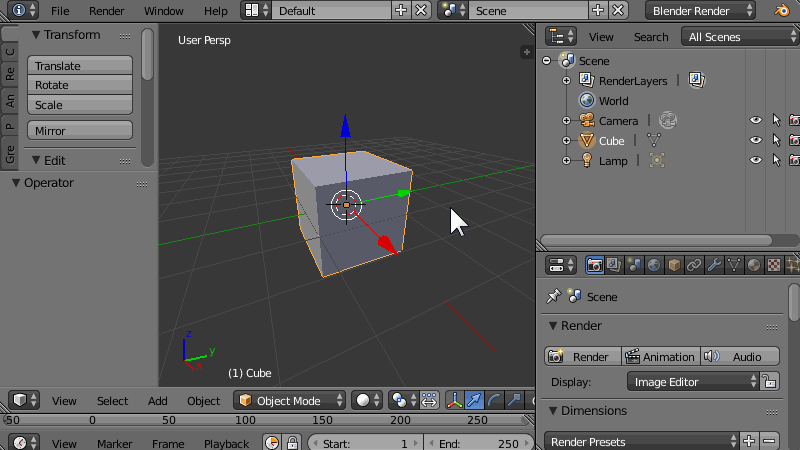 File Render Window Help Default Scene Blender Render
Transform
Translate
Rotate
Scale
Mirror
Edit
Operator
C
Re
An
P
Gre
User Persp
z
y
x
(1) Cube
View Select Add Object Object Mode
-50 0 50 100 150 200 250
View Marker Frame Playback Start: 1 End: 250
View Search All Scenes
Scene
RenderLayers |
World
Camera |
Cube |
Lamp |
Scene
Render
Render Animation Audio
Display: Image Editor
Dimensions
Render Presets